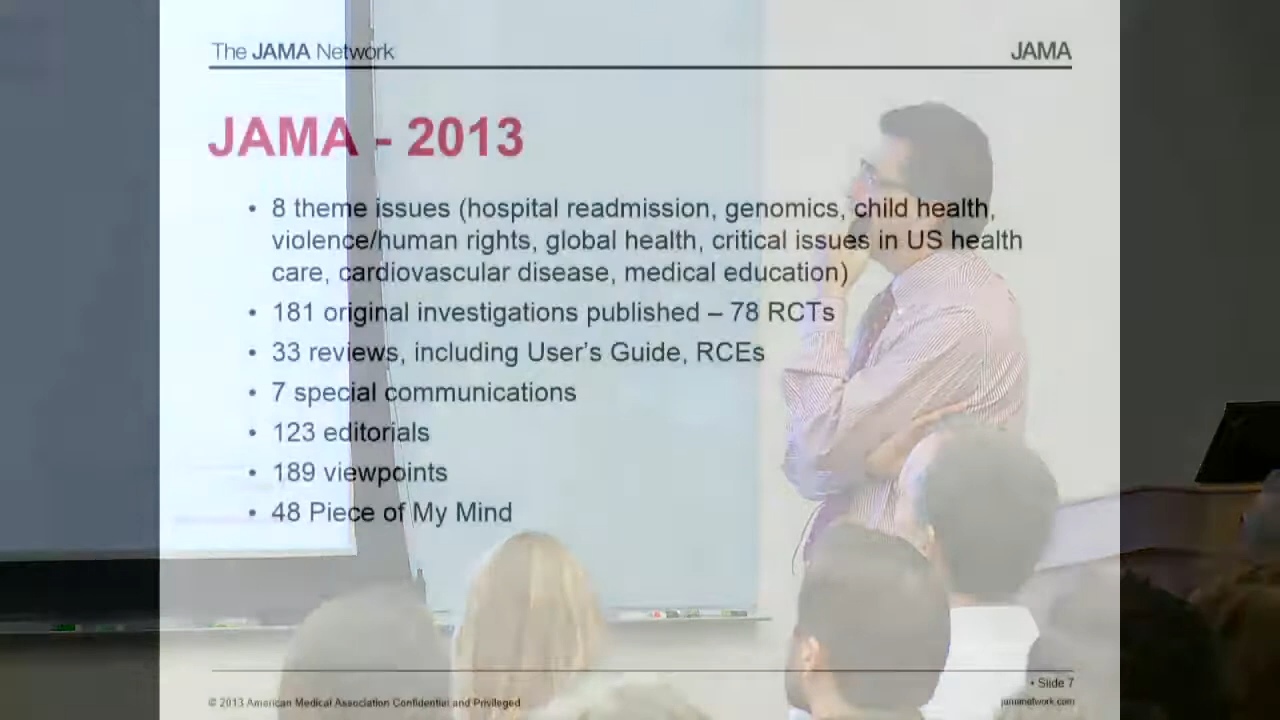 The JAMA Network
JAMA
JAMA - 2013
• 8 theme issues (hospital readmission, genomics, child health,
violence/human rights, global health, critical issues in US health
care, cardiovascular disease, medical education)
• 181 original investigations published – 78 RCTs
• 33 reviews, including User's Guide, RCEs
• 7 special communications
• 123 editorials
• 189 viewpoints
• 48 Piece of My Mind
• Slide 7
© 2013 American Medical Association Confidential and Privileged
jamanetwork.com